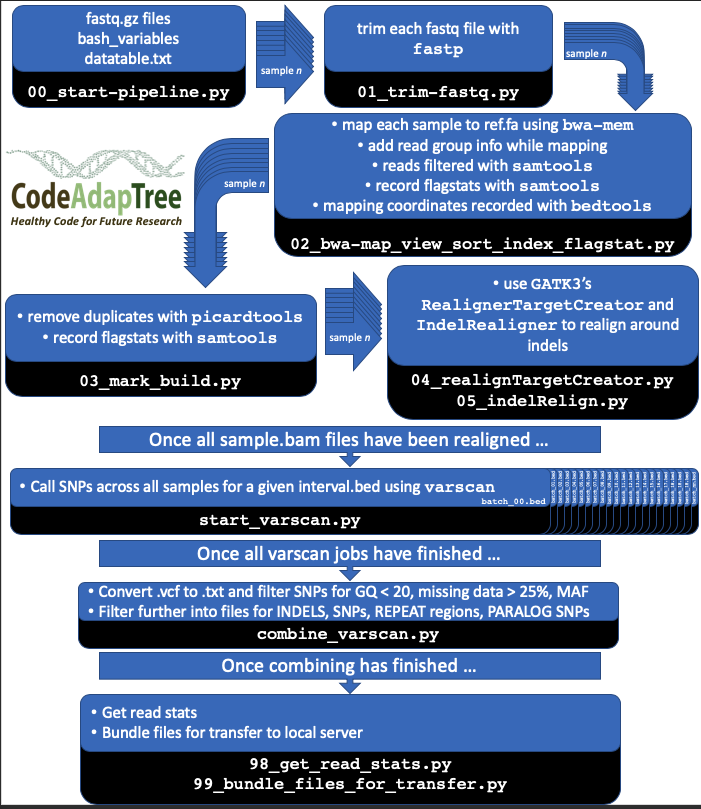 fastq.gz files
bash_variables
datatable.txt
00_start-pipeline.py
sample n
trim each fastq file with
fastp
01_trim-fastq.py
sample n
• map each sample to ref.fa using bwa-mem
• add read group info while mapping
• reads filtered with samtools
• record flagstats with samtools
• mapping coordinates recorded with bedtools
02_bwa-map_view_sort_index_flagstat.py
CodeAdapTree
Healthy Code for Future Research
sample n
• remove duplicates with picardtools
• record flagstats with samtools
03_mark_build.py
sample n
• use GATK3's
RealignerTargetCreator and
IndelRealigner to realign around
indels
04_realignTargetCreator.py
05_indelRelign.py
Once all sample.bam files have been realigned ...
• Call SNPs across all samples for a given interval.bed using varscan
batch_00.bed
start_varscan.py
Once all varscan jobs have finished ...
• Convert .vcf to .txt and filter SNPs for GQ < 20, missing data > 25%, MAF
• Filter further into files for INDELS, SNPs, REPEAT regions, PARALOG SNPs
combine_varscan.py
Once combining has finished ...
• Get read stats
• Bundle files for transfer to local server
98_get_read_stats.py
99_bundle_files_for_transfer.py